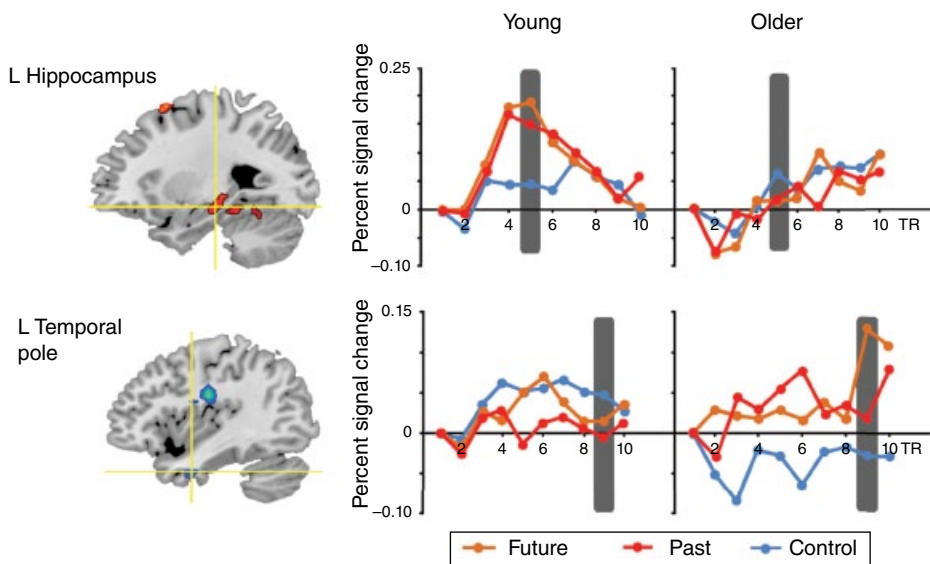 Young
Older
L Hippocampus
Percent signal change
0.25
0
–0.10
2
4
6
8
10
2
4
6
8
10
TR
L Temporal
pole
Percent signal change
0.15
0
–0.10
2
4
6
8
10
2
4
6
8
10
TR
Future
Past
Control